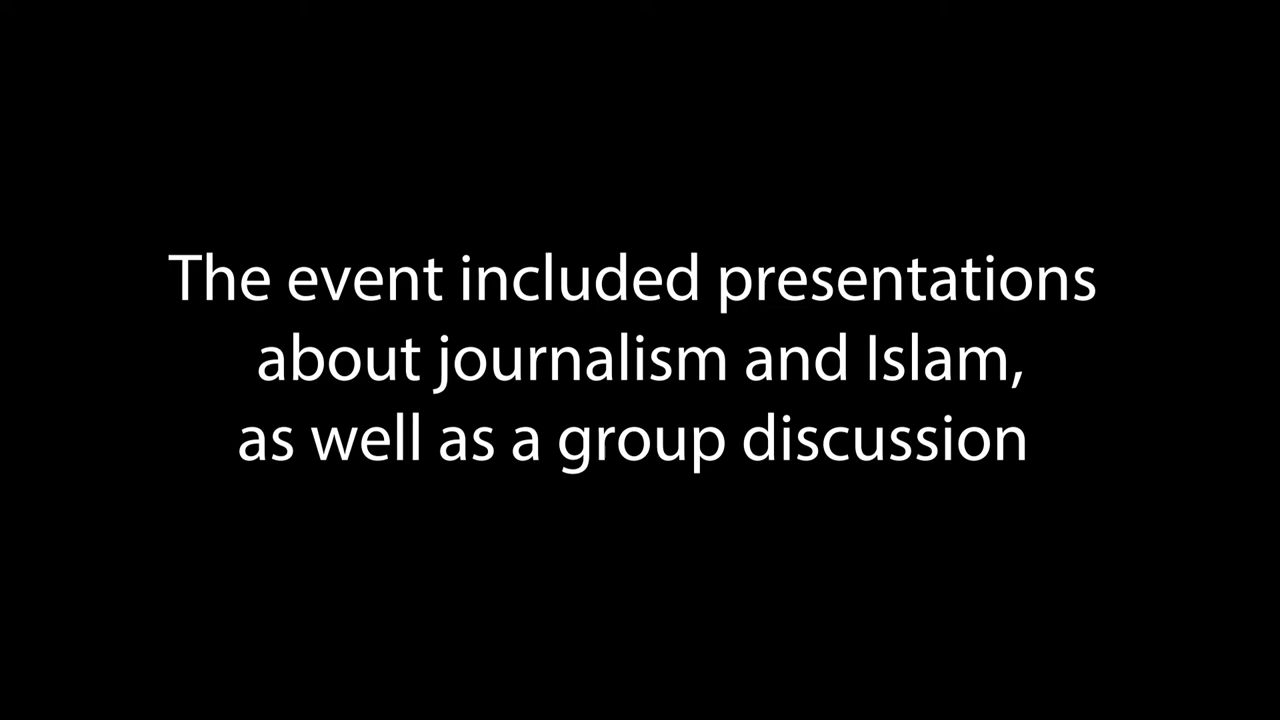 The event included presentations
about journalism and Islam,
as well as a group discussion